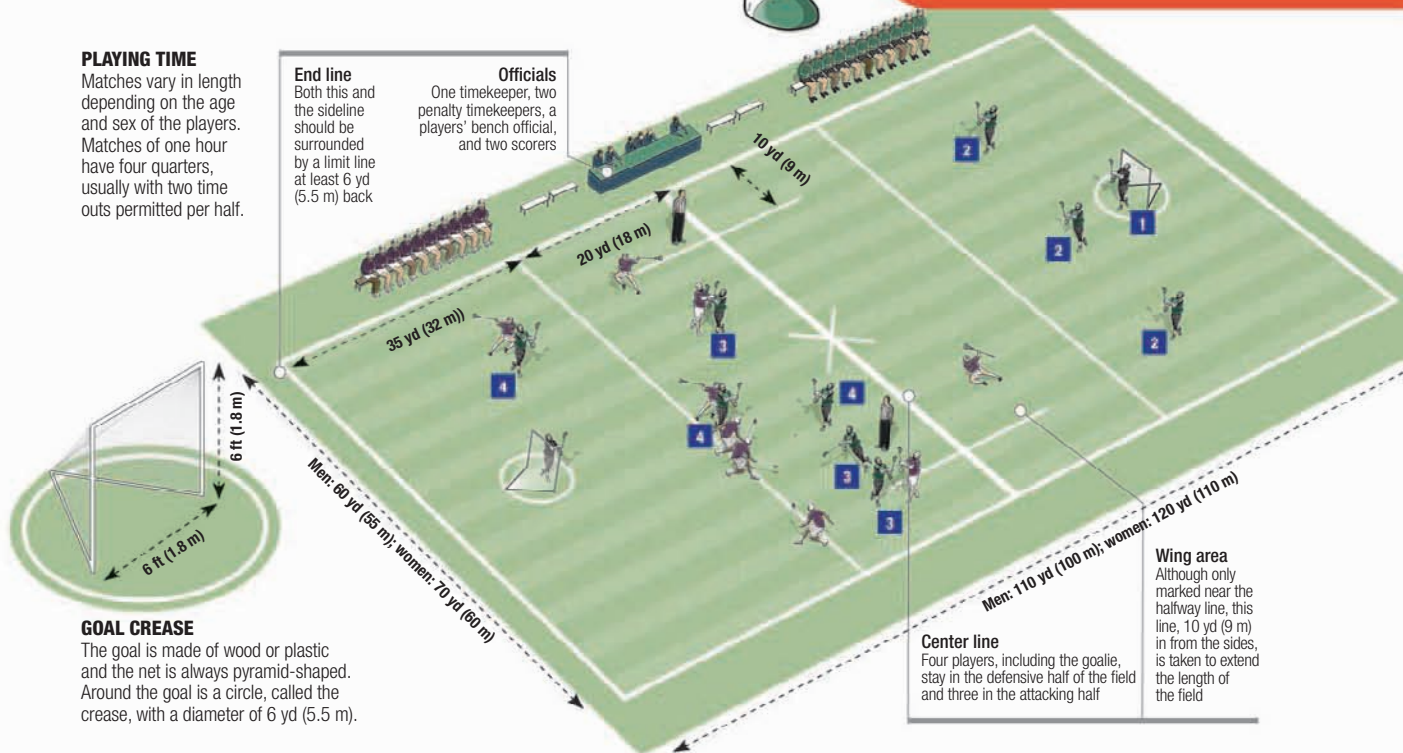 PLAYING TIME
Matches vary in length
depending on the age
and sex of the players.
Matches of one hour
have four quarters,
usually with two time
outs permitted per half.
End line
Both this and
the sideline
should be
surrounded
by a limit line
at least 6 yd
(5.5 m) back
Officials
One timekeeper, two
penalty timekeepers, a
players’ bench official,
and two scorers
10 yd (9 m)
20 yd (18 m)
35 yd (32 m))
2
1
2
2
3
4
4
4
3
3
6 ft (1.8 m)
6 ft (1.8 m)
Men: 60 yd (55 m); women: 70 yd (60 m)
Men: 110 yd (100 m); women: 120 yd (110 m)
GOAL CREASE
The goal is made of wood or plastic
and the net is always pyramid-shaped.
Around the goal is a circle, called the
crease, with a diameter of 6 yd (5.5 m).
Center line
Four players, including the goalie,
stay in the defensive half of the field
and three in the attacking half
Wing area
Although only
marked near the
halfway line, this
line, 10 yd (9 m)
in from the sides,
is taken to extend
the length of
the field